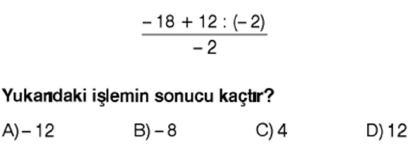 – 18 + 12 : (– 2)
– 2
Yukarıdaki işlemin sonucu kaçtır?
A) – 12 B) – 8 C) 4 D) 12